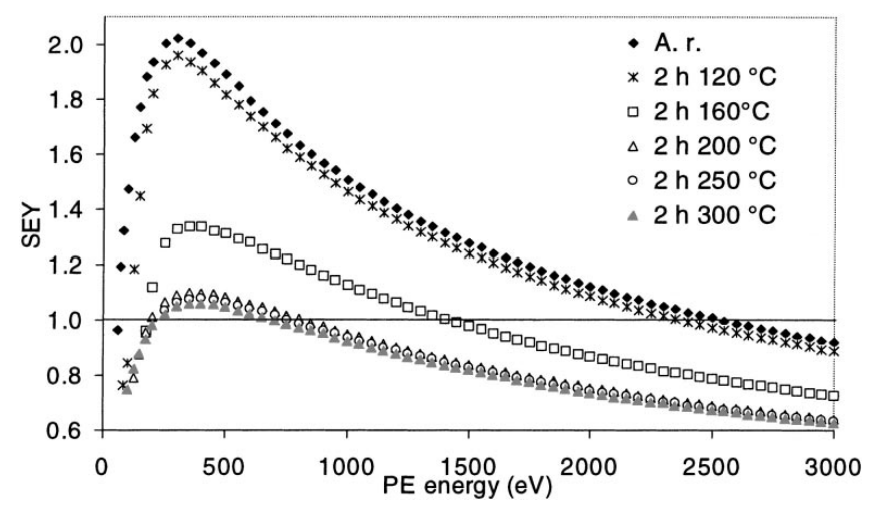 SEY
2.0
1.8
1.6
1.4
1.2
1.0
0.8
0.6
0
500
1000
1500
2000
2500
3000
PE energy (eV)
A. r.
2 h 120 °C
2 h 160°C
2 h 200 °C
2 h 250 °C
2 h 300 °C